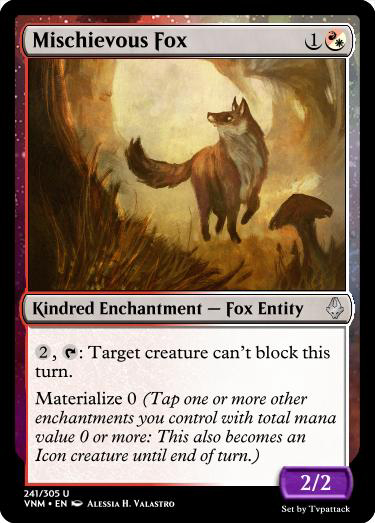 Mischievous Fox 1
Kindred Enchantment — Fox Entity
2, : Target creature can't block this
turn.
Materialize 0 (Tap one or more other
enchantments you control with total mana
value 0 or more: This also becomes an
Icon creature until end of turn.)
2/2
241/305 U
VNM • EN ALESSIA H. VALASTRO
Set by Tvpattack